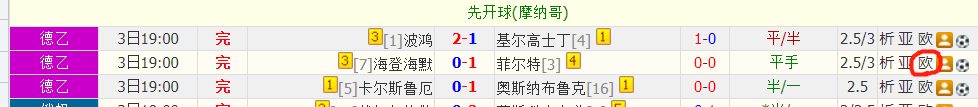 先开球(摩纳哥)
德乙 3日19:00 完 3 [1]波鸿 2-1 基尔高士丁[4] 1 1-0 平/半 2.5/3 析 亚 欧
德乙 3日19:00 完 3 [7]海登海默 0-1 菲尔特[3] 4 0-0 平手 2.5/3 析 亚 欧
德乙 3日19:00 完 1 [5]卡尔斯鲁厄 0-1 奥斯纳布鲁克[16] 1 0-0 半/一 2.5 析 亚 欧